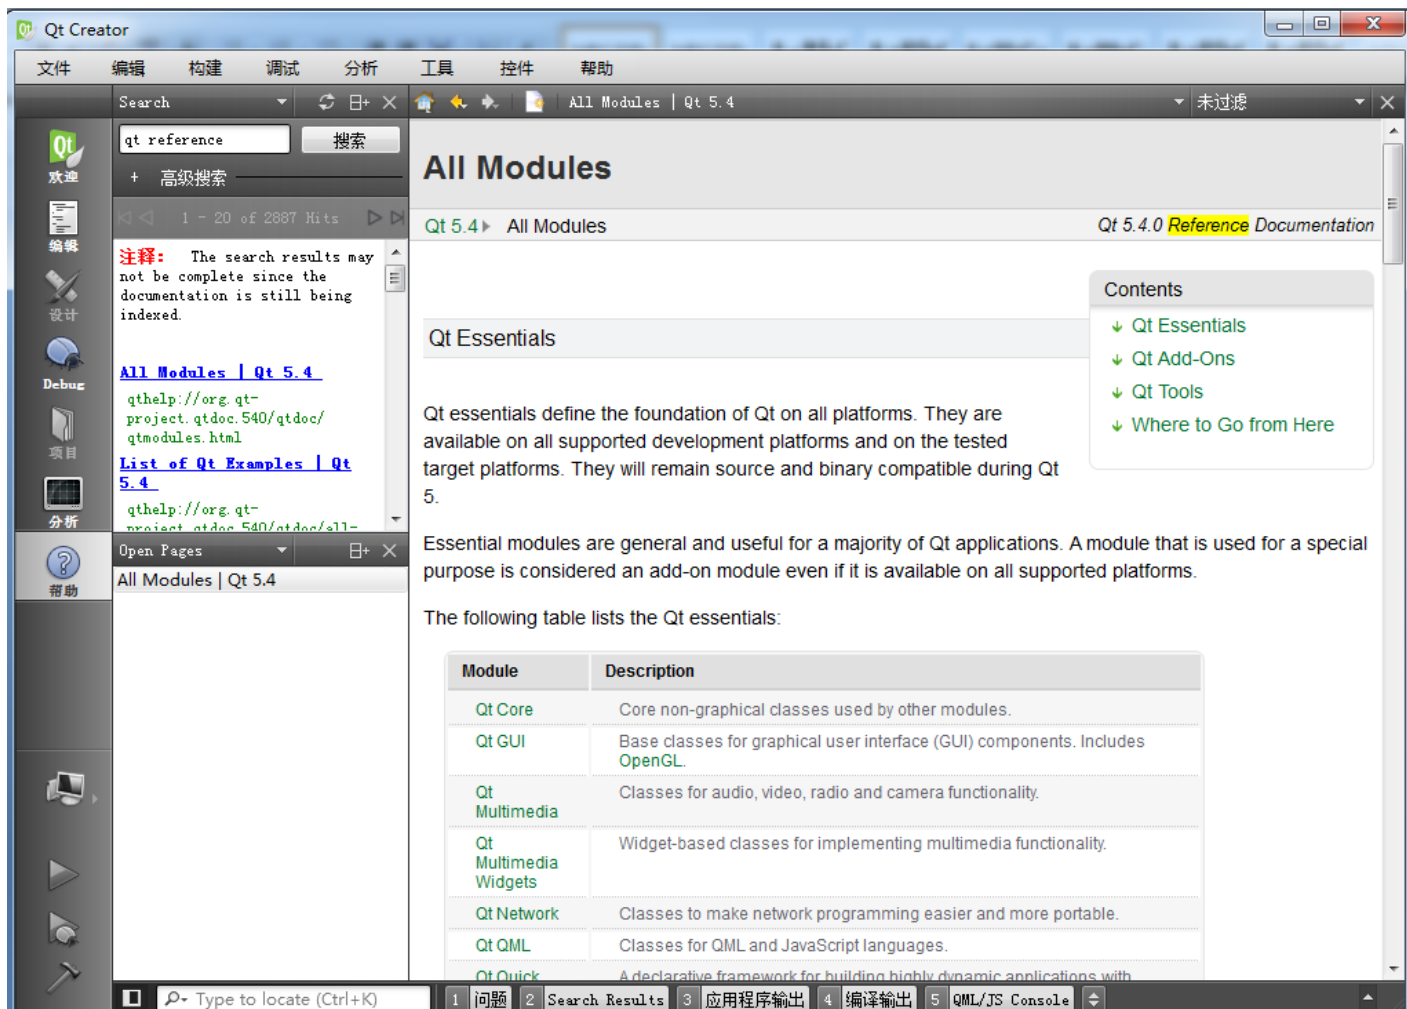 Qt Creator
文件 编辑 构建 调试 分析 工具 控件 帮助
Search
All Modules | Qt 5.4
未过滤
qt reference
搜索
+ 高级搜索
1 - 20 of 2887 Hits
注释: The search results may
not be complete since the
documentation is still being
indexed.
All Modules | Qt 5.4
qthelp://org.qt-
project.qtdoc.540/qtdoc/
qtmodules.html
List of Qt Examples | Qt
5.4
qthelp://org.qt-
project.qtdoc.540/qtdoc/all-
Open Pages
All Modules | Qt 5.4
欢迎
编辑
设计
Debug
项目
分析
帮助
All Modules
Qt 5.4 All Modules
Qt 5.4.0 Reference Documentation
Contents
Qt Essentials
Qt Add-Ons
Qt Tools
Where to Go from Here
Qt Essentials
Qt essentials define the foundation of Qt on all platforms. They are
available on all supported development platforms and on the tested
target platforms. They will remain source and binary compatible during Qt
5.
Essential modules are general and useful for a majority of Qt applications. A module that is used for a special
purpose is considered an add-on module even if it is available on all supported platforms.
The following table lists the Qt essentials:
Module Description
Qt Core Core non-graphical classes used by other modules.
Qt GUI Base classes for graphical user interface (GUI) components. Includes
OpenGL.
Qt Classes for audio, video, radio and camera functionality.
Multimedia
Qt Widget-based classes for implementing multimedia functionality.
Multimedia
Widgets
Qt Network Classes to make network programming easier and more portable.
Qt QML Classes for QML and JavaScript languages.
Qt Quick A declarative framework for building highly dynamic applications with
Type to locate (Ctrl+K)
1 问题 2 Search Results 3 应用程序输出 4 编译输出 5 QML/JS Console